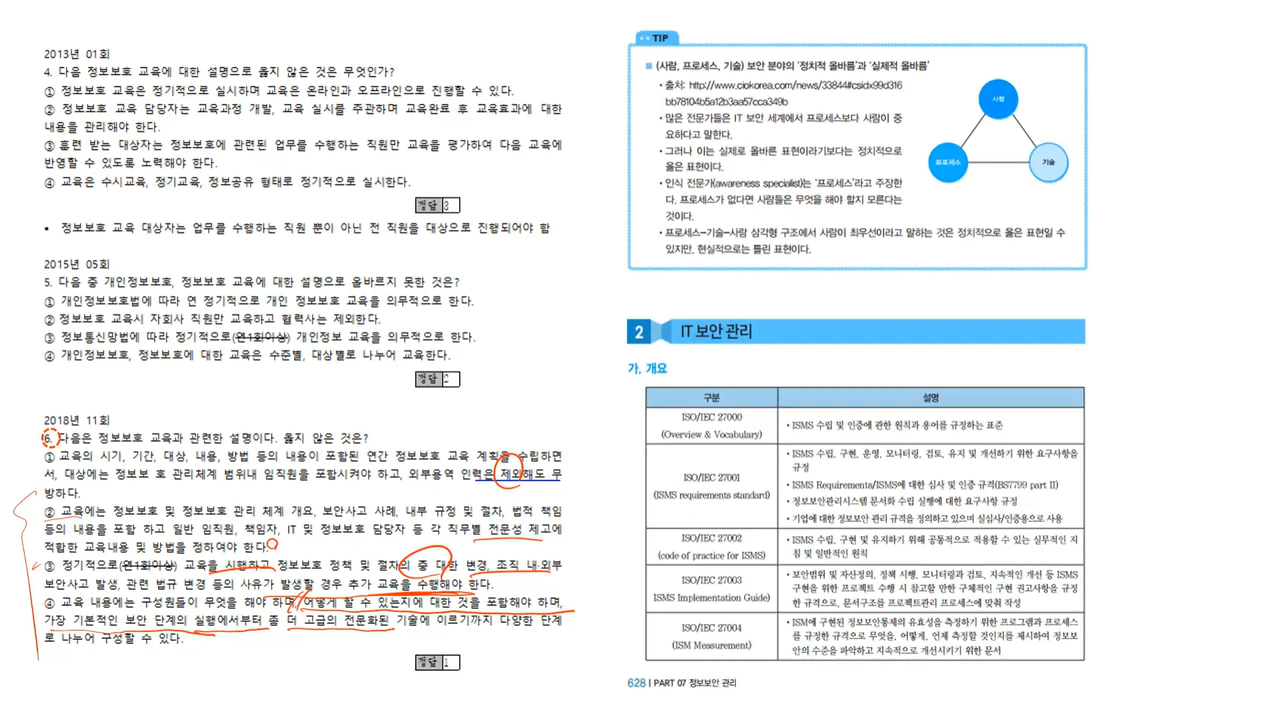 2013년 01회
4. 다음 정보보호 교육에 대한 설명으로 옳지 않은 것은 무엇인가?
① 정보보호 교육은 정기적으로 실시하며 교육은 온라인과 오프라인으로 진행할 수 있다.
② 정보보호 교육 담당자는 교육과정 개발, 교육 실시를 주관하며 교육완료 후 교육효과에 대한
내용을 관리해야 한다.
③ 훈련 받는 대상자는 정보보호에 관련된 업무를 수행하는 직원만 교육을 평가하여 다음 교육에
반영할 수 있도록 노력해야 한다.
④ 교육은 수시교육, 정기교육, 정보공유 형태로 정기적으로 실시한다.
정답 3
▪ 정보보호 교육 대상자는 업무를 수행하는 직원 뿐이 아닌 전 직원을 대상으로 진행되어야 함
2015년 05회
5. 다음 중 개인정보보호, 정보보호 교육에 대한 설명으로 올바르지 못한 것은?
① 개인정보보호법에 따라 연 정기적으로 개인 정보보호 교육을 의무적으로 한다.
② 정보보호 교육시 자회사 직원만 교육하고 협력사는 제외한다.
③ 정보통신망법에 따라 정기적으로(연1회이상) 개인정보 교육을 의무적으로 한다.
④ 개인정보보호, 정보보호에 대한 교육은 수준별, 대상별로 나누어 교육한다.
정답 2
2018년 11회
6. 다음은 정보보호 교육과 관련한 설명이다. 옳지 않은 것은?
① 교육의 시기, 기간, 대상, 내용, 방법 등의 내용이 포함된 연간 정보보호 교육 계획을 수립하면
서, 대상에는 정보보 호 관리체계 범위내 임직원을 포함시켜야 하고, 외부용역 인력은 제외해도 무
방하다.
② 교육에는 정보보호 및 정보보호 관리 체계 개요, 보안사고 사례, 내부 규정 및 절차, 법적 책임
등의 내용을 포함 하고 일반 임직원, 책임자, IT 및 정보보호 담당자 등 각 직무별 전문성 제고에
적합한 교육내용 및 방법을 정하여야 한다.
③ 정기적으로(연1회이상) 교육을 시행하고 정보보호 정책 및 절차의 중 대한 변경, 조직 내·외부
보안사고 발생, 관련 법규 변경 등의 사유가 발생할 경우 추가 교육을 수행해야 한다.
④ 교육 내용에는 구성원들이 무엇을 해야 하며, 어떻게 할 수 있는지에 대한 것을 포함해야 하며,
가장 기본적인 보안 단계의 실행에서부터 좀 더 고급의 전문화된 기술에 이르기까지 다양한 단계
로 나누어 구성할 수 있다.
정답 1
TIP
■ (사람, 프로세스, 기술) 보안 분야의 '정치적 올바름'과 '실제적 올바름'
• 출처: http://www.ciokorea.com/news/33844#csidx99d316
bb78104b5a12b3aa57cca349b
• 많은 전문가들은 IT 보안 세계에서 프로세스보다 사람이 중
요하다고 말한다.
• 그러나 이는 실제로 올바른 표현이라기보다는 정치적으로
옳은 표현이다.
• 인식 전문가(awareness specialist)는 '프로세스'라고 주장한
다. 프로세스가 없다면 사람들은 무엇을 해야 할지 모른다는
것이다.
• 프로세스-기술-사람 삼각형 구조에서 사람이 최우선이라고 말하는 것은 정치적으로 옳은 표현일 수
있지만, 현실적으로는 틀린 표현이다.
사람
프로세스
기술
2 IT 보안 관리
가. 개요
구분 설명
ISO/IEC 27000
(Overview & Vocabulary)
• ISMS 수립 및 인증에 관한 원칙과 용어를 규정하는 표준
ISO/IEC 27001
(ISMS requirements standard)
• ISMS 수립, 구현, 운영, 모니터링, 검토, 유지 및 개선하기 위한 요구사항을
규정
• ISMS Requirements/ISMS에 대한 심사 및 인증 규격(BS7799 part II)
• 정보보안관리시스템 문서화 수립 실행에 대한 요구사항 규정
• 기업에 대한 정보보안 관리 규격을 정의하고 있으며 실심사/인증용으로 사용
ISO/IEC 27002
(code of practice for ISMS)
• ISMS 수립, 구현 및 유지하기 위해 공통적으로 적용할 수 있는 실무적인 지
침 및 일반적인 원칙
ISO/IEC 27003
ISMS Implementation Guide)
• 보안범위 및 자산정의, 정책 시행, 모니터링과 검토, 지속적인 개선 등 ISMS
구현을 위한 프로젝트 수행 시 참고할 만한 구체적인 구현 권고사항을 규정
한 규격으로, 문서구조를 프로젝트관리 프로세스에 맞춰 작성
ISO/IEC 27004
(ISM Measurement)
• ISM에 구현된 정보보안통제의 유효성을 측정하기 위한 프로그램과 프로세스
를 규정한 규격으로 무엇을, 어떻게, 언제 측정할 것인지를 제시하여 정보보
안의 수준을 파악하고 지속적으로 개선시키기 위한 문서
628 | PART 07 정보보안 관리